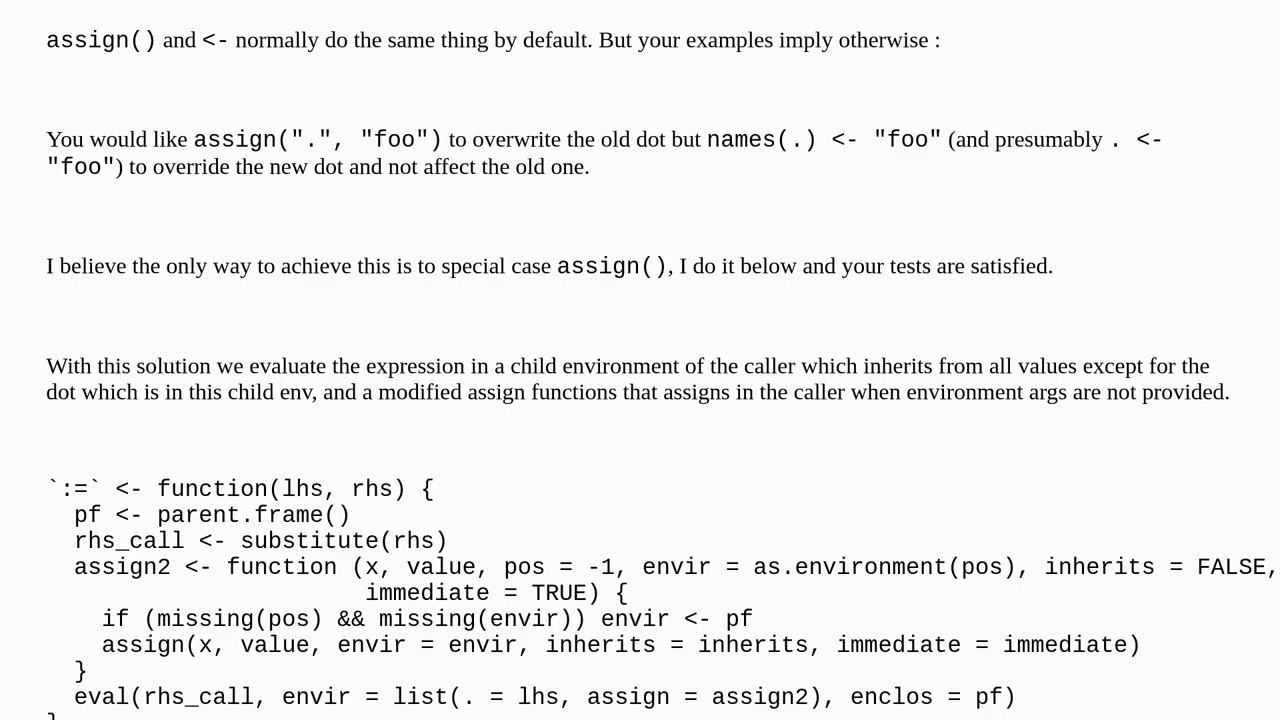 assign() and <- normally do the same thing by default. But your examples imply otherwise :
You would like assign(".", "foo") to overwrite the old dot but names(.) <- "foo" (and presumably . <-
"foo") to override the new dot and not affect the old one.
I believe the only way to achieve this is to special case assign(), I do it below and your tests are satisfied.
With this solution we evaluate the expression in a child environment of the caller which inherits from all values except for the
dot which is in this child env, and a modified assign functions that assigns in the caller when environment args are not provided.
`:=` <- function(lhs, rhs) {
  pf <- parent.frame()
  rhs_call <- substitute(rhs)
  assign2 <- function (x, value, pos = -1, envir = as.environment(pos), inherits = FALSE,
                       immediate = TRUE) {
    if (missing(pos) && missing(envir)) envir <- pf
    assign(x, value, envir = envir, inherits = inherits, immediate = immediate)
  }
  eval(rhs_call, envir = list(. = lhs, assign = assign2), enclos = pf)
}